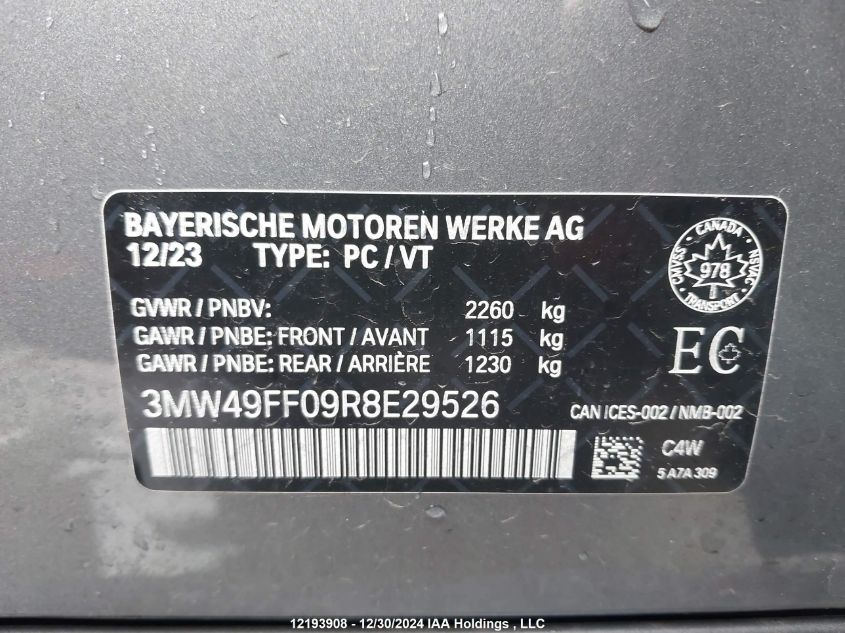 BAYERISCHE MOTOREN WERKE AG
12/23 TYPE: PC / VT
GVWR / PNBV: 2260 kg
GAWR / PNBE: FRONT / AVANT 1115 kg
GAWR / PNBE: REAR / ARRIÈRE 1230 kg
3MW49FF09R8E29526
CANADA
CMVSS 978 NSVAC
TRANSPORT
EC
CAN ICES-002 / NMB-002
C4W
5 A7A 309
12193908 - 12/30/2024 IAA Holdings , LLC